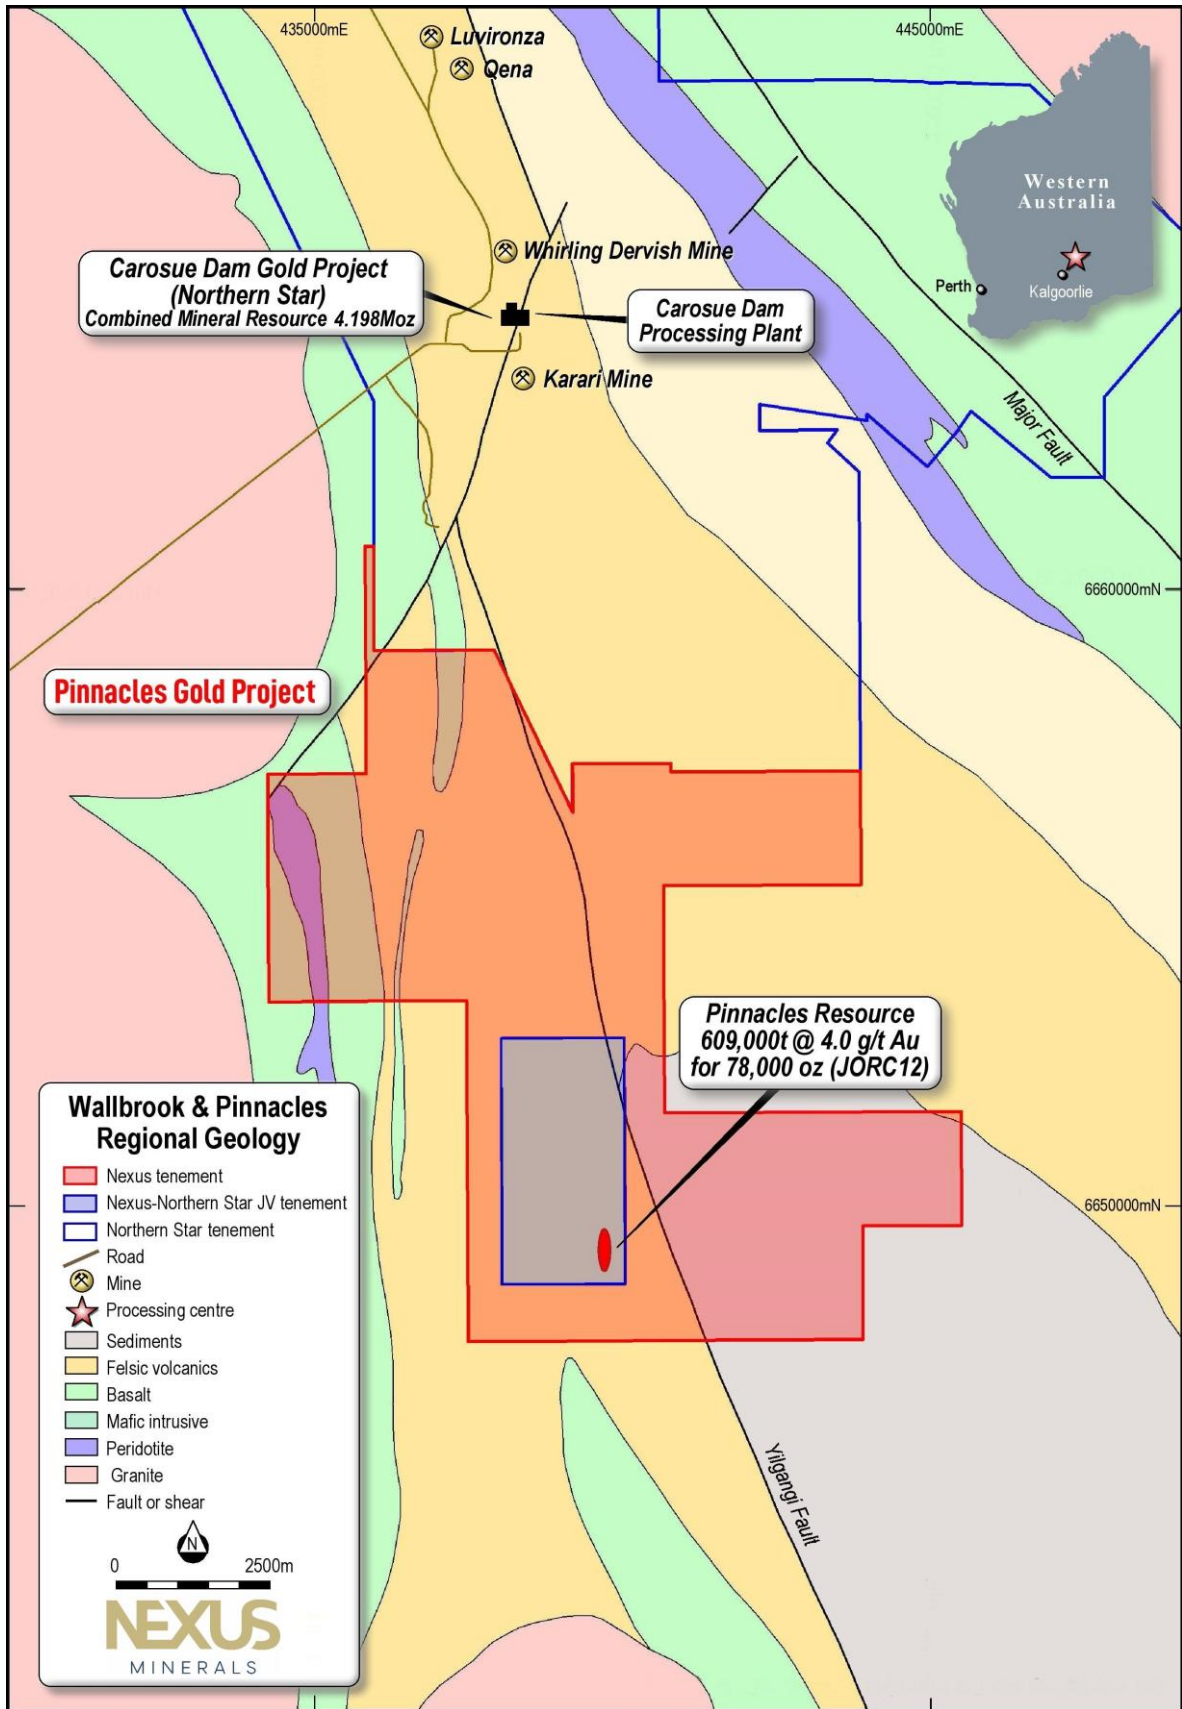 435000mE
445000mE
Luvironza
Qena
Western
Australia
Perth
Kalgoorlie
Whirling Dervish Mine
Carosue Dam Gold Project
(Northern Star)
Combined Mineral Resource 4.198Moz
Carosue Dam
Processing Plant
Karari Mine
Major Fault
6660000mN
Pinnacles Gold Project
Pinnacles Resource
609,000t @ 4.0 g/t Au
for 78,000 oz (JORC12)
6650000mN
Yilgangi Fault
Wallbrook & Pinnacles
Regional Geology
Nexus tenement
Nexus-Northern Star JV tenement
Northern Star tenement
Road
Mine
Processing centre
Sediments
Felsic volcanics
Basalt
Mafic intrusive
Peridotite
Granite
Fault or shear
N
0 2500m
NEXUS
MINERALS